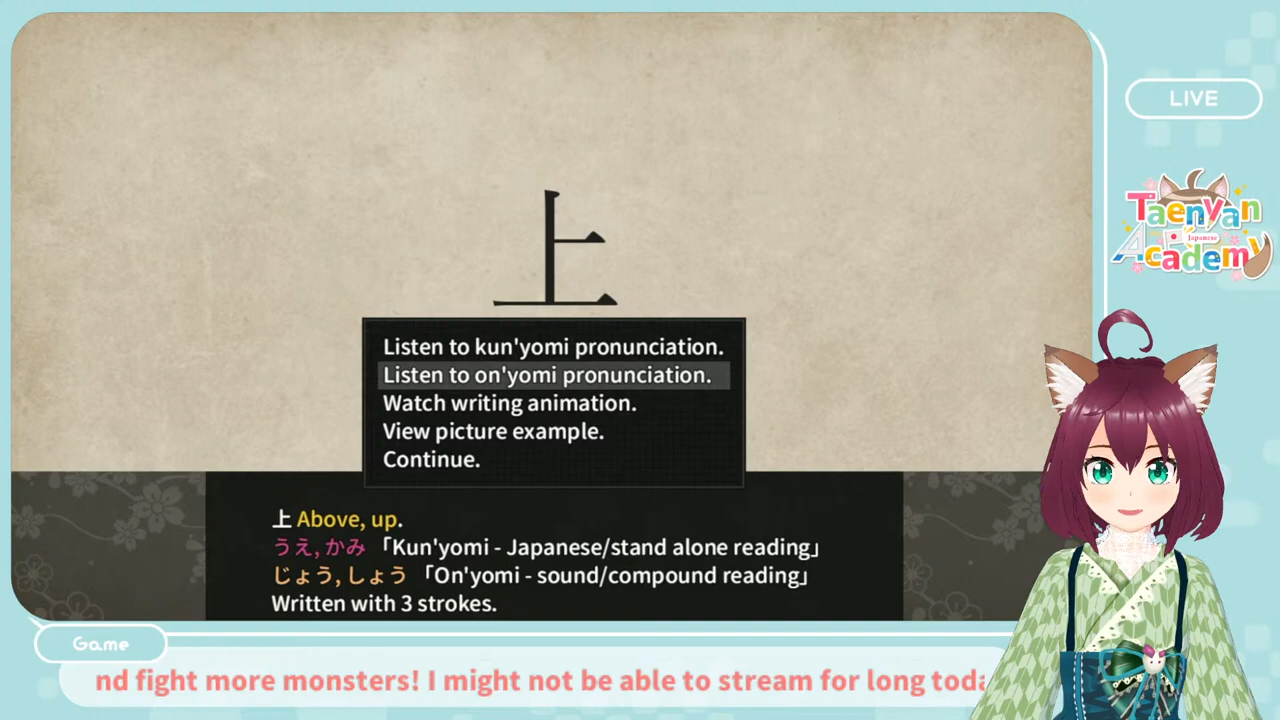 上
Listen to kun'yomi pronunciation.
Listen to on'yomi pronunciation.
Watch writing animation.
View picture example.
Continue.
上 Above, up.
うえ, かみ 「Kun'yomi - Japanese/stand alone reading」
じょう, しょう 「On'yomi - sound/compound reading」
Written with 3 strokes.
LIVE
Taenyan
Japanese
Academy
Game
nd fight more monsters! I might not be able to stream for long toda